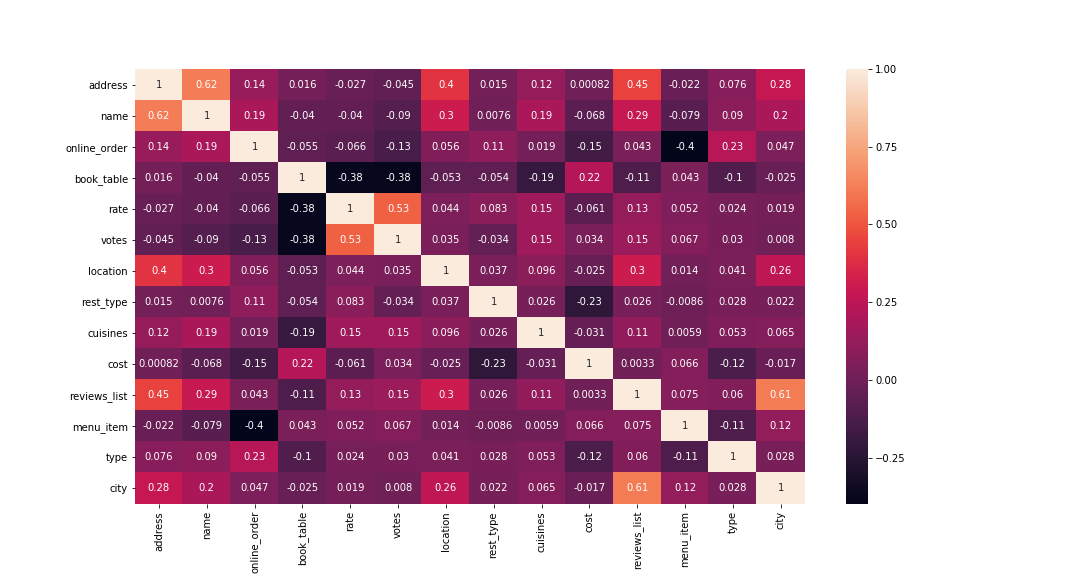 address 1 0.62 0.14 0.016 -0.027 -0.045 0.4 0.015 0.12 0.00082 0.45 -0.022 0.076 0.28
name 0.62 1 0.19 -0.04 -0.04 -0.09 0.3 0.0076 0.19 -0.068 0.29 -0.079 0.09 0.2
online_order 0.14 0.19 1 -0.055 -0.066 -0.13 0.056 0.11 0.019 -0.15 0.043 -0.4 0.23 0.047
book_table 0.016 -0.04 -0.055 1 -0.38 -0.38 -0.053 -0.054 -0.19 0.22 -0.11 0.043 -0.1 -0.025
rate -0.027 -0.04 -0.066 -0.38 1 0.53 0.044 0.083 0.15 -0.061 0.13 0.052 0.024 0.019
votes -0.045 -0.09 -0.13 -0.38 0.53 1 0.035 -0.034 0.15 0.034 0.15 0.067 0.03 0.008
location 0.4 0.3 0.056 -0.053 0.044 0.035 1 0.037 0.096 -0.025 0.3 0.014 0.041 0.26
rest_type 0.015 0.0076 0.11 -0.054 0.083 -0.034 0.037 1 0.026 -0.23 0.026 -0.0086 0.028 0.022
cuisines 0.12 0.19 0.019 -0.19 0.15 0.15 0.096 0.026 1 -0.031 0.11 0.0059 0.053 0.065
cost 0.00082 -0.068 -0.15 0.22 -0.061 0.034 -0.025 -0.23 -0.031 1 0.0033 0.066 -0.12 -0.017
reviews_list 0.45 0.29 0.043 -0.11 0.13 0.15 0.3 0.026 0.11 0.0033 1 0.075 0.06 0.61
menu_item -0.022 -0.079 -0.4 0.043 0.052 0.067 0.014 -0.0086 0.0059 0.066 0.075 1 -0.11 0.12
type 0.076 0.09 0.23 -0.1 0.024 0.03 0.041 0.028 0.053 -0.12 0.06 -0.11 1 0.028
city 0.28 0.2 0.047 -0.025 0.019 0.008 0.26 0.022 0.065 -0.017 0.61 0.12 0.028 1
address name online_order book_table rate votes location rest_type cuisines cost reviews_list menu_item type city
1.00
0.75
0.50
0.25
0.00
−0.25